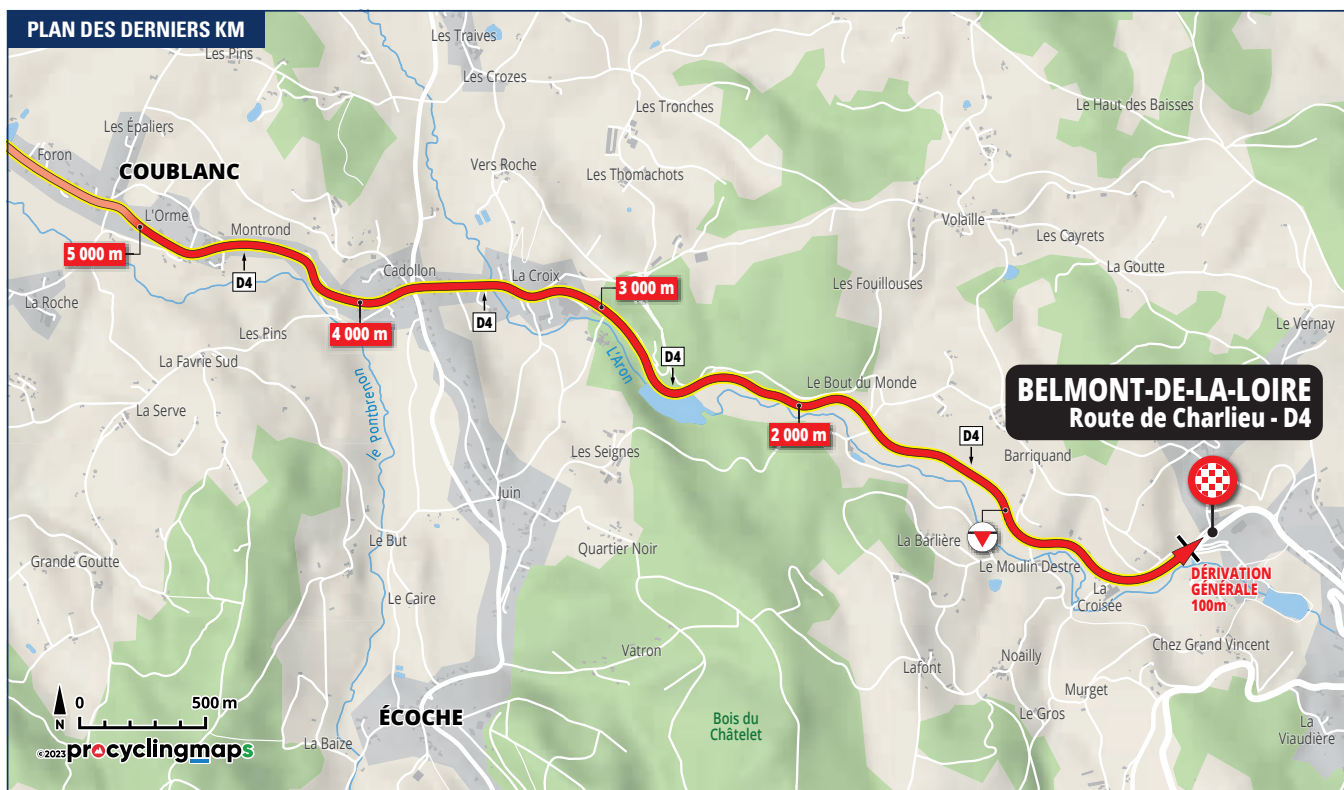 PLAN DES DERNIERS KM
Les Traives
Les Pins
Les Crozes
Les Tronches
Le Haut des Baisses
Les Épaliers
Foron
COUBLANC
Vers Roche
Les Thomachots
L'Orme
Montrond
Volaille
Les Cayrets
5 000 m
D4
Cadollon
La Croix
La Goutte
3 000 m
Les Fouillouses
La Roche
D4
4 000 m
Les Pins
Le Vernay
La Favrie Sud
L'Aron
D4
Le Bout du Monde
BELMONT-DE-LA-LOIRE
Route de Charlieu - D4
La Serve
le Pontbrenon
2 000 m
D4
Les Seignes
Barriquand
Juin
Le But
Quartier Noir
La Barlière
Grande Goutte
Le Moulin Destre
DÉRIVATION
GÉNÉRALE
100m
Le Caire
La
Croisée
Vatron
Lafont
Noailly
Chez Grand Vincent
Murget
N
0 500 m
ÉCOCHE
Bois du
Châtelet
Le Gros
La
Viaudière
La Baize
©2023 procyclingmaps